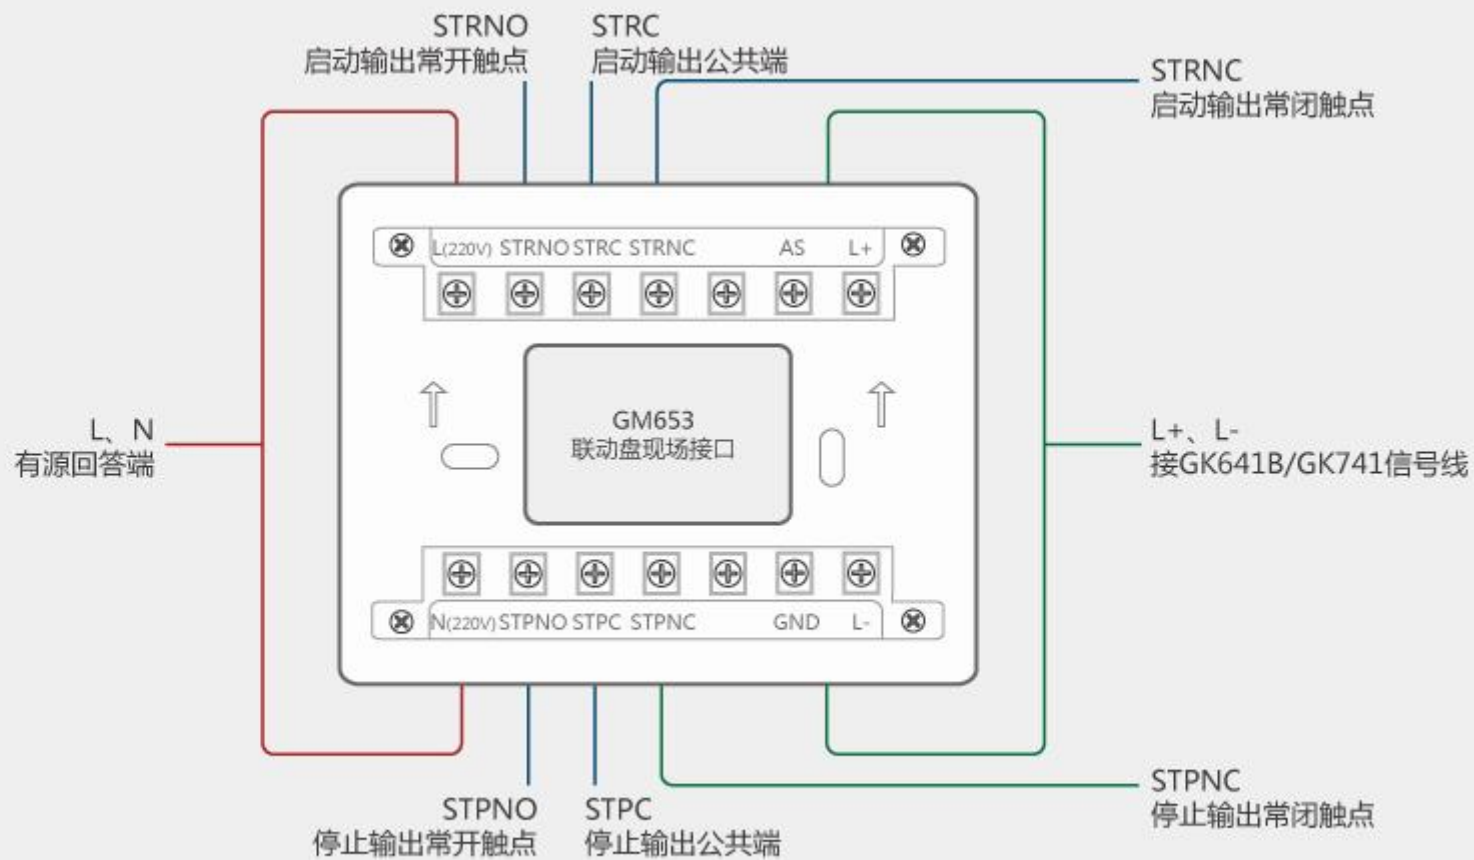 STRNO
启动输出常开触点
STRC
启动输出公共端
STRNC
启动输出常闭触点
L(220V) STRNO STRC STRNC AS L+
GM653
联动盘现场接口
L、N
有源回答端
L+、L-
接GK641B/GK741信号线
N(220V) STPNO STPC STPNC GND L-
STPNO
停止输出常开触点
STPC
停止输出公共端
STPNC
停止输出常闭触点